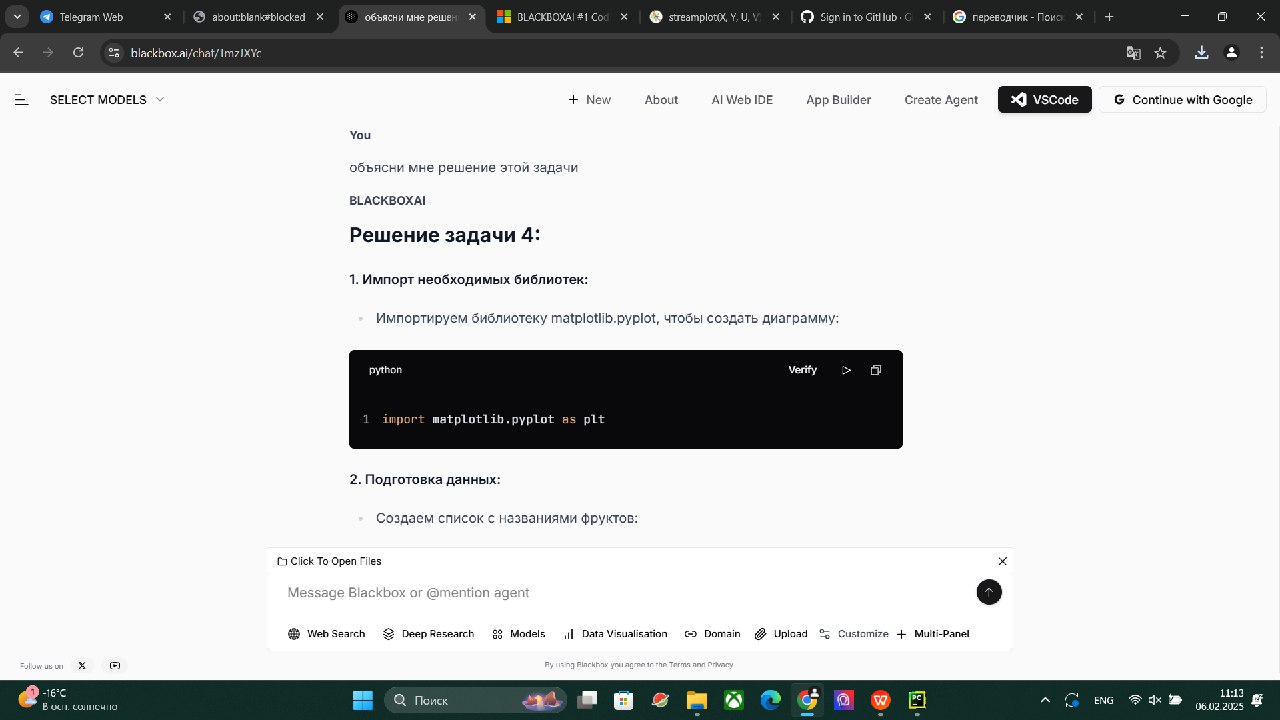 Telegram Web
about:blank#blocked
объясни мне решен
BLACKBOXAI #1 Cod
streamplot(X, Y, U, V
Sign in to GitHub · G
переводчик - Поиск
blackbox.ai/chat/1mzJXYc
SELECT MODELS
New
About
AI Web IDE
App Builder
Create Agent
VSCode
Continue with Google
You
объясни мне решение этой задачи
BLACKBOXAI
Решение задачи 4:
1. Импорт необходимых библиотек:
Импортируем библиотеку matplotlib.pyplot, чтобы создать диаграмму:
python
Verify
1 import matplotlib.pyplot as plt
2. Подготовка данных:
Создаем список с названиями фруктов:
Click To Open Files
Message Blackbox or @mention agent
Web Search
Deep Research
Models
Data Visualisation
Domain
Upload
Customize
Multi-Panel
Follow us on
By using Blackbox you agree to the Terms and Privacy.
1
-16°C
В осн. солнечно
Поиск
PC
ENG
11:13
06.02.2025